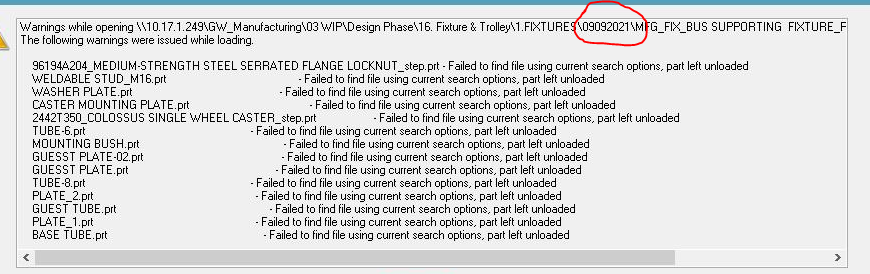 Warnings while opening \\10.17.1.249\GW_Manufacturing\03 WIP\Design Phase\16. Fixture & Trolley\1.FIXTURES\09092021\MFG_FIX_BUS SUPPORTING FIXTURE_F
The following warnings were issued while loading.
96194A204_MEDIUM-STRENGTH STEEL SERRATED FLANGE LOCKNUT_step.prt - Failed to find file using current search options, part left unloaded
WELDABLE STUD_M16.prt - Failed to find file using current search options, part left unloaded
WASHER PLATE.prt - Failed to find file using current search options, part left unloaded
CASTER MOUNTING PLATE.prt - Failed to find file using current search options, part left unloaded
2442T350_COLOSSUS SINGLE WHEEL CASTER_step.prt - Failed to find file using current search options, part left unloaded
TUBE-6.prt - Failed to find file using current search options, part left unloaded
MOUNTING BUSH.prt - Failed to find file using current search options, part left unloaded
GUESST PLATE-02.prt - Failed to find file using current search options, part left unloaded
GUESST PLATE.prt - Failed to find file using current search options, part left unloaded
TUBE-8.prt - Failed to find file using current search options, part left unloaded
PLATE_2.prt - Failed to find file using current search options, part left unloaded
GUEST TUBE.prt - Failed to find file using current search options, part left unloaded
PLATE_1.prt - Failed to find file using current search options, part left unloaded
BASE TUBE.prt - Failed to find file using current search options, part left unloaded